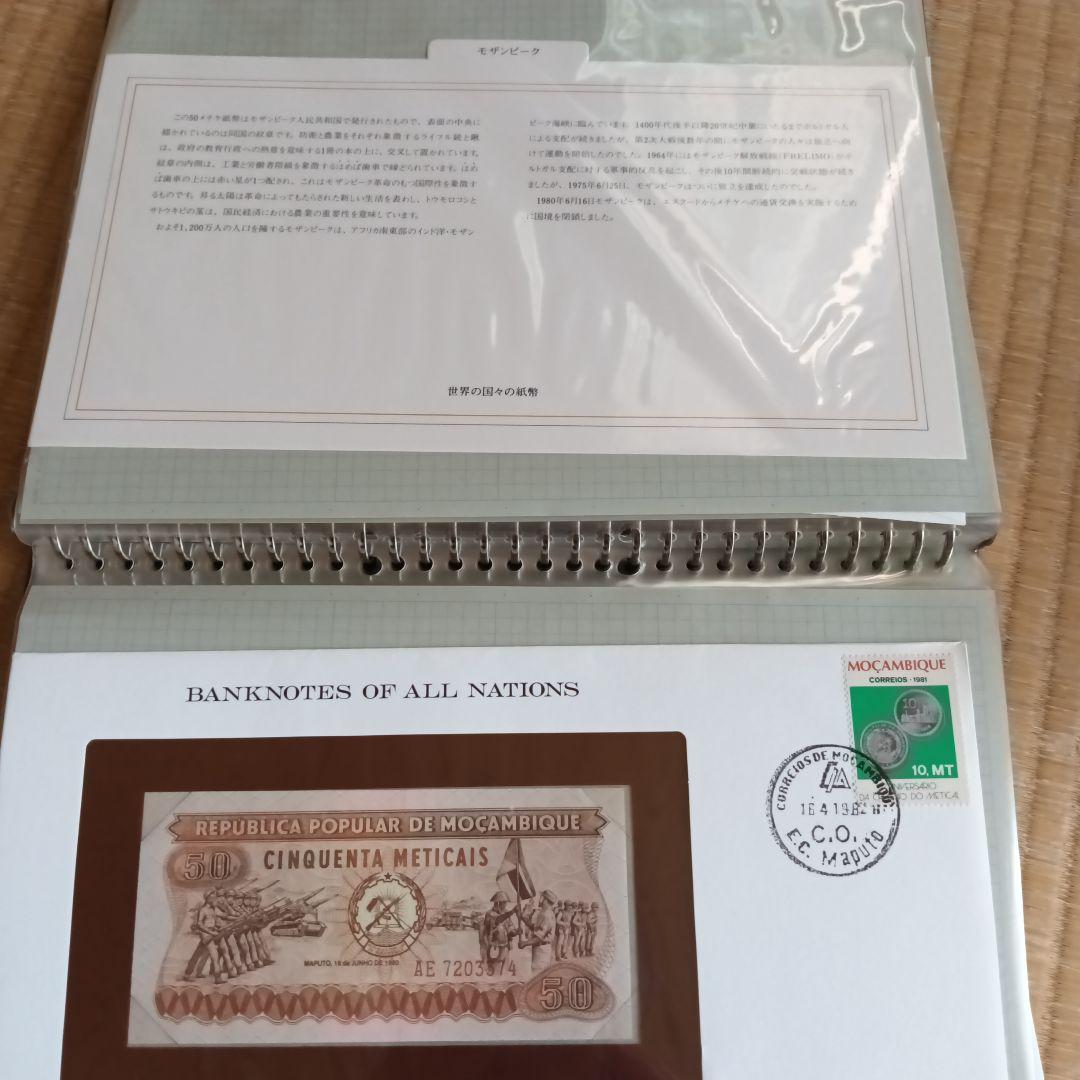 モザンビーク
この50メチケ紙幣はモザンビーク人民共和国で発行されたもので、表面の中央に
描かれているのは同国の紋章です。防衛と農業をそれぞれ象徴するライフル銃と鍬
は、政府の教育行政への熱意を意味する1冊の本の上に、交叉して置かれています。
紋章の内側は、工業と労働者階級を象徴するはめば歯車で縁どられています。はめ
ば歯車の上には赤い星が1つ配され、これはモザンビーク革命のもつ国際性を象徴す
るものです。昇る太陽は革命によってもたらされた新しい生活を表わし、トウモロコシと
サトウキビの茎は、国民経済における農業の重要性を意味しています。
およそ1,200万人の人口を擁するモザンビークは、アフリカ南東部のインド洋・モザン
ビーク海峡に臨んでいます。1400年代後半以降20世紀中葉にいたるまでポルトガル人
による支配が続きましたが、第2次大戦後数年の間にモザンビークの人々は独立へ向
けて運動を開始したのでした。1964年にはモザンビーク解放戦線(FRELIMO)がポ
ルトガル支配に対する軍事的反乱を起こし、その後10年間断続的に交戦状態が続き
ましたが、1975年6月25日、モザンビークはついに独立を達成したのでした。
1980年6月16日モザンビークは、エスクードからメチケへの通貨交換を実施するため
に国境を閉鎖しました。
世界の国々の紙幣
BANKNOTES OF ALL NATIONS
MOÇAMBIQUE
CORREIOS · 1981
10
10, MT
DA CRIAÇÃO DO METICAL
CORREIOS DE MOÇAMBIQUE
16 4 198
C.O.
E.C. Maputo
REPÚBLICA POPULAR DE MOÇAMBIQUE
50 CINQUENTA METICAIS
MAPUTO, 16 de JUNHO DE 1980
AE 7203574
50